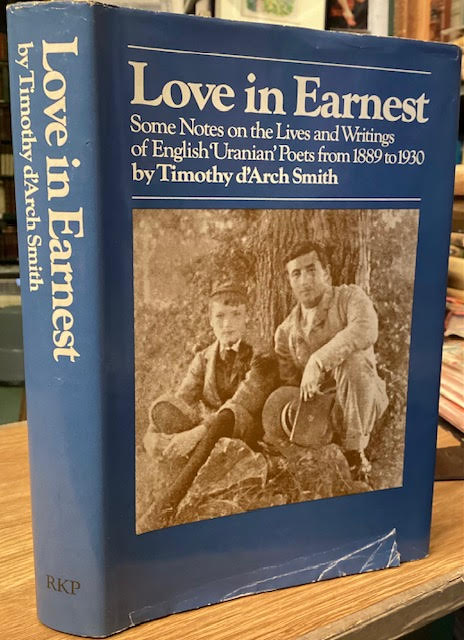 Love in Earnest
by Timothy d'Arch Smith
RKP
Love in Earnest
Some Notes on the Lives and Writings
of English 'Uranian' Poets from 1889 to 1930
by Timothy d'Arch Smith